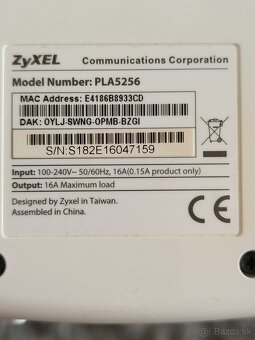 ZyXEL Communications Corporation
Model Number: PLA5256
MAC Address: E4186B8933CD
DAK: OYLJ-SWNG-OPMB-BZGI
S/N:S182E16047159
Input: 100-240V~ 50/60Hz, 16A(0.15A product only)
Output: 16A Maximum load
Designed by Zyxel in Taiwan.
Assembled in China.
CE
Bazos.sk